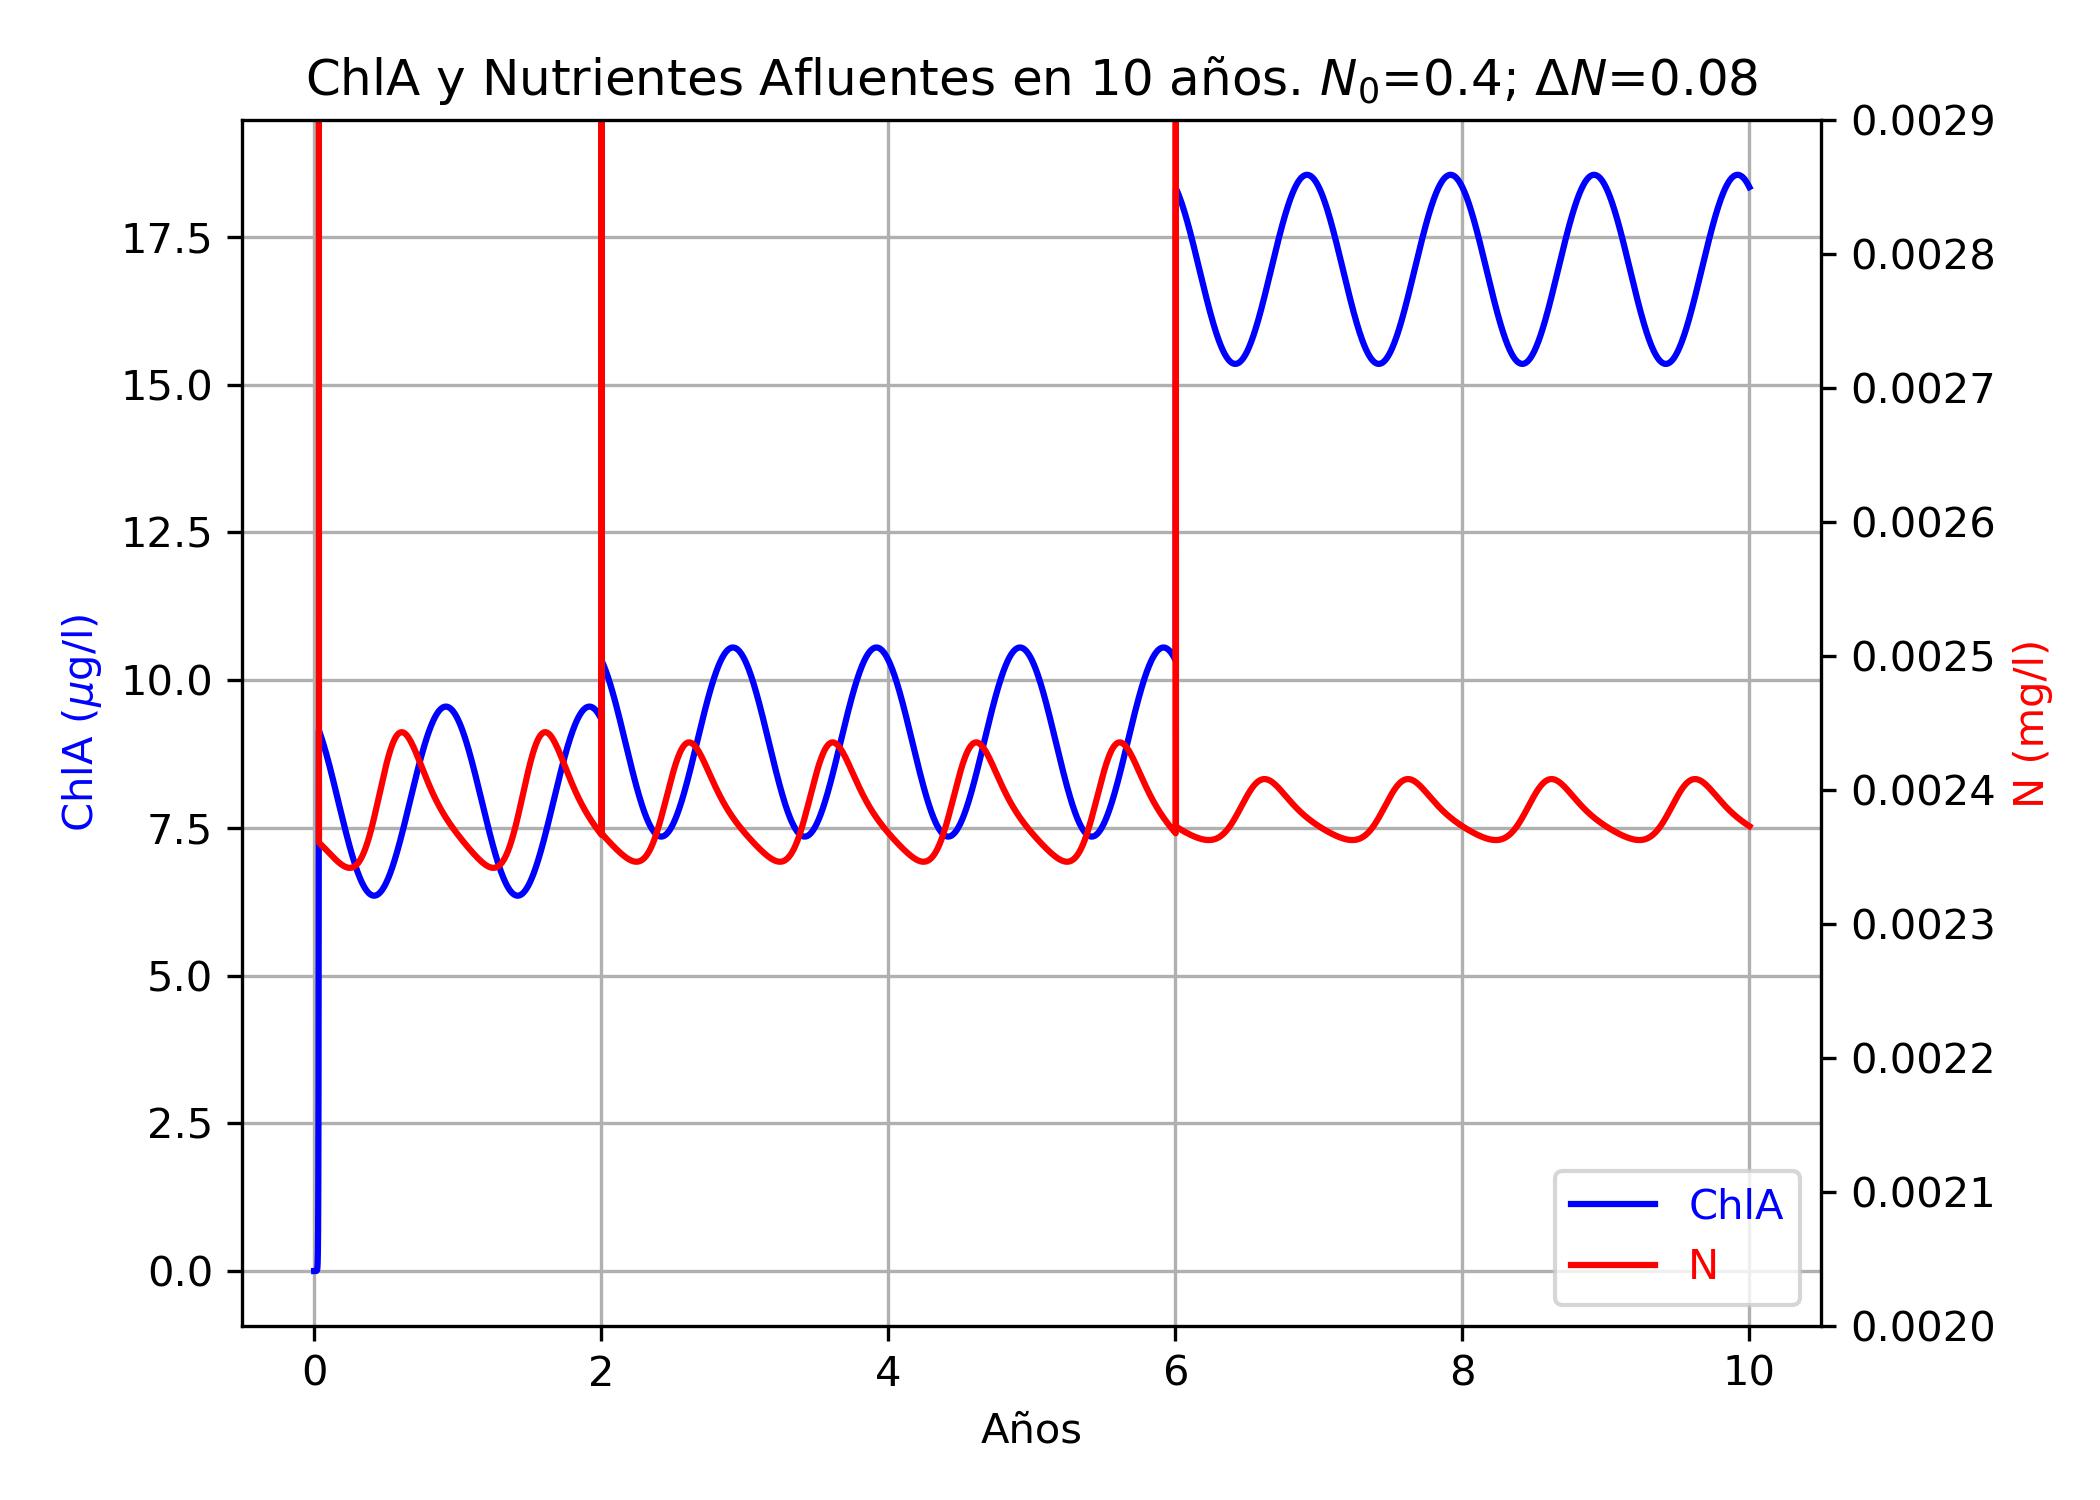 ChlA y Nutrientes Afluentes en 10 años. N₀=0.4; ΔN=0.08
ChlA (μg/l)
17.5
15.0
12.5
10.0
7.5
5.0
2.5
0.0
0.0029
0.0028
0.0027
0.0026
0.0025
0.0024
0.0023
0.0022
0.0021
0.0020
N (mg/l)
ChlA
N
0 2 4 6 8 10
Años